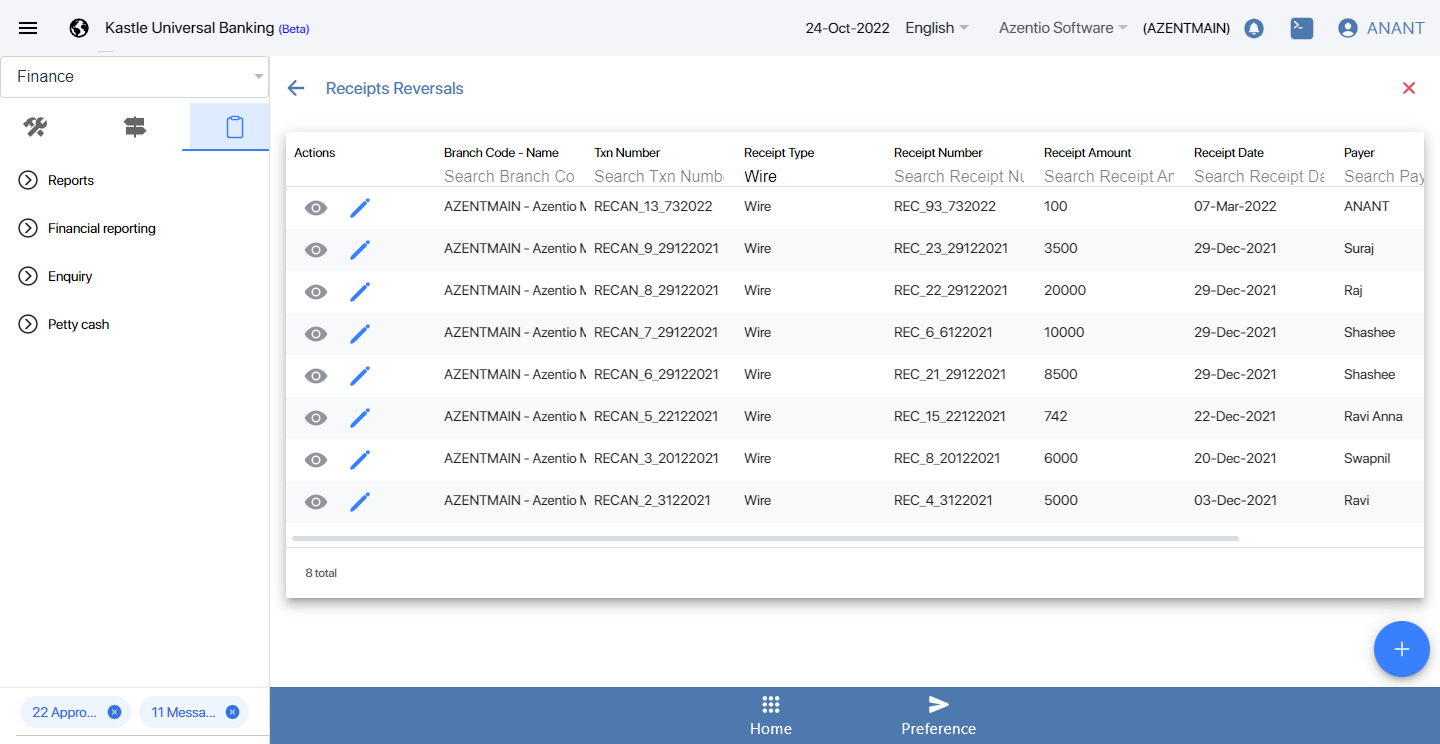 Kastle Universal Banking (Beta) 24-Oct-2022 English Azentio Software (AZENTMAIN) ANANT
Finance
Reports
Financial reporting
Enquiry
Petty cash
22 Appro... 11 Messa...
Receipts Reversals
Actions Branch Code - Name Txn Number Receipt Type Receipt Number Receipt Amount Receipt Date Payer
Search Branch Co Search Txn Numb Wire Search Receipt Nu Search Receipt Am Search Receipt Da Search Pay
AZENTMAIN - Azentio M RECAN_13_732022 Wire REC_93_732022 100 07-Mar-2022 ANANT
AZENTMAIN - Azentio M RECAN_9_29122021 Wire REC_23_29122021 3500 29-Dec-2021 Suraj
AZENTMAIN - Azentio M RECAN_8_29122021 Wire REC_22_29122021 20000 29-Dec-2021 Raj
AZENTMAIN - Azentio M RECAN_7_29122021 Wire REC_6_6122021 10000 29-Dec-2021 Shashee
AZENTMAIN - Azentio M RECAN_6_29122021 Wire REC_21_29122021 8500 29-Dec-2021 Shashee
AZENTMAIN - Azentio M RECAN_5_22122021 Wire REC_15_22122021 742 22-Dec-2021 Ravi Anna
AZENTMAIN - Azentio M RECAN_3_20122021 Wire REC_8_20122021 6000 20-Dec-2021 Swapnil
AZENTMAIN - Azentio M RECAN_2_3122021 Wire REC_4_3122021 5000 03-Dec-2021 Ravi
8 total
Home Preference